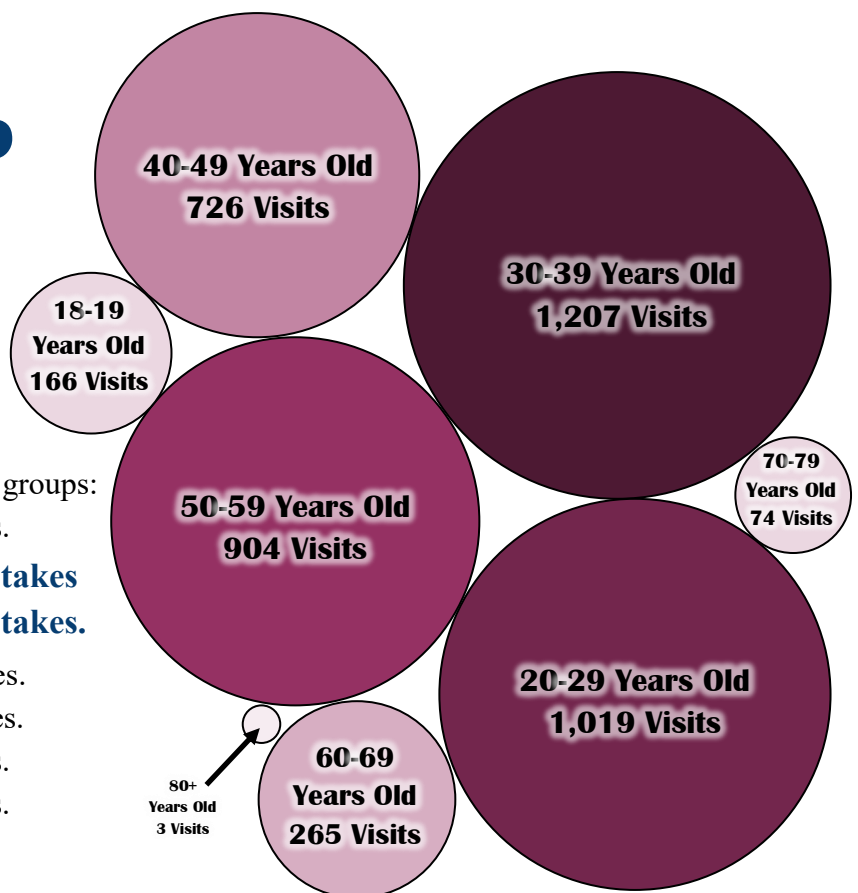 40-49 Years Old
726 Visits
30-39 Years Old
1,207 Visits
18-19
Years Old
166 Visits
groups:
70-79
Years Old
74 Visits
50-59 Years Old
904 Visits
takes
takes.
20-29 Years Old
1,019 Visits
60-69
Years Old
265 Visits
80+
Years Old
3 Visits